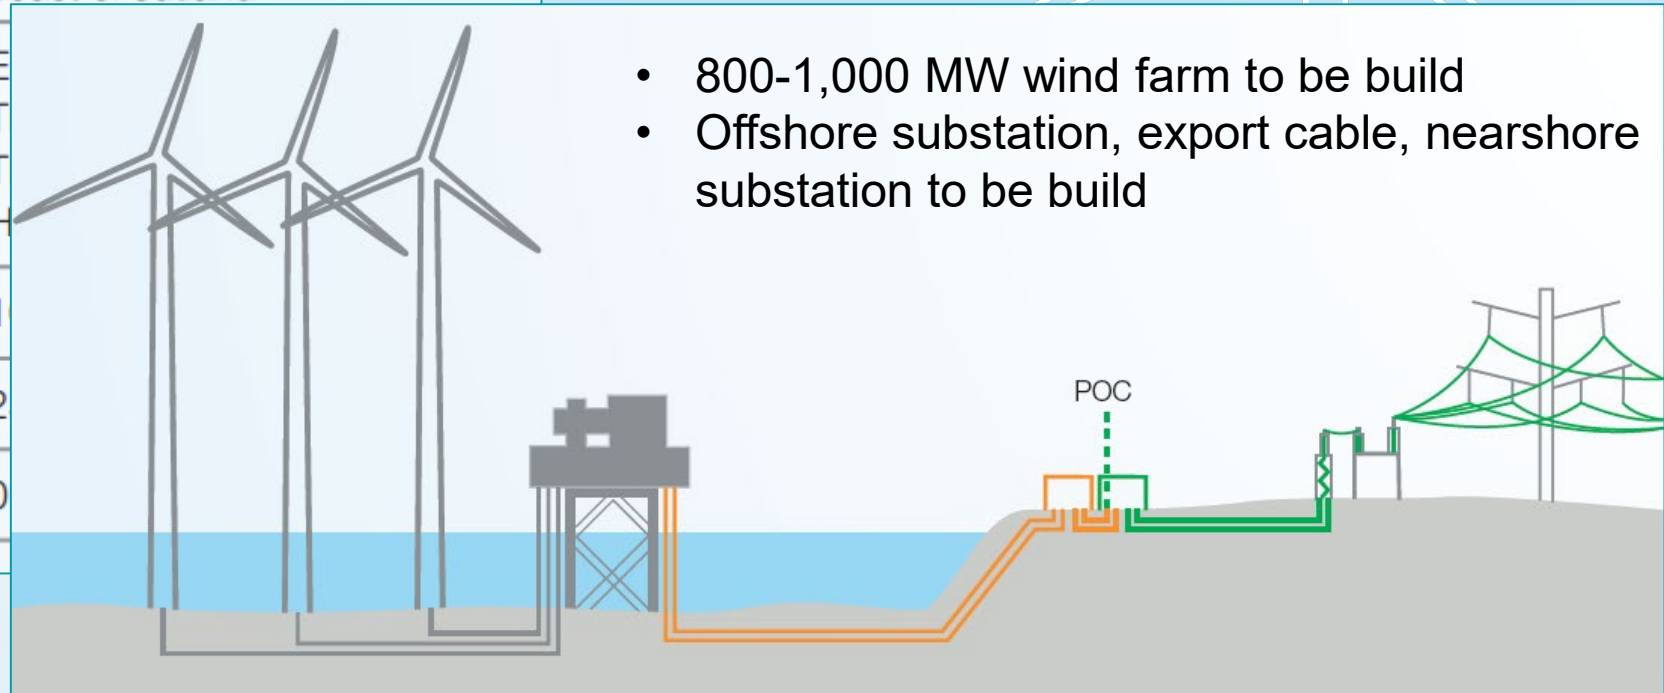 • 800-1,000 MW wind farm to be build
• Offshore substation, export cable, nearshore
substation to be build
POC